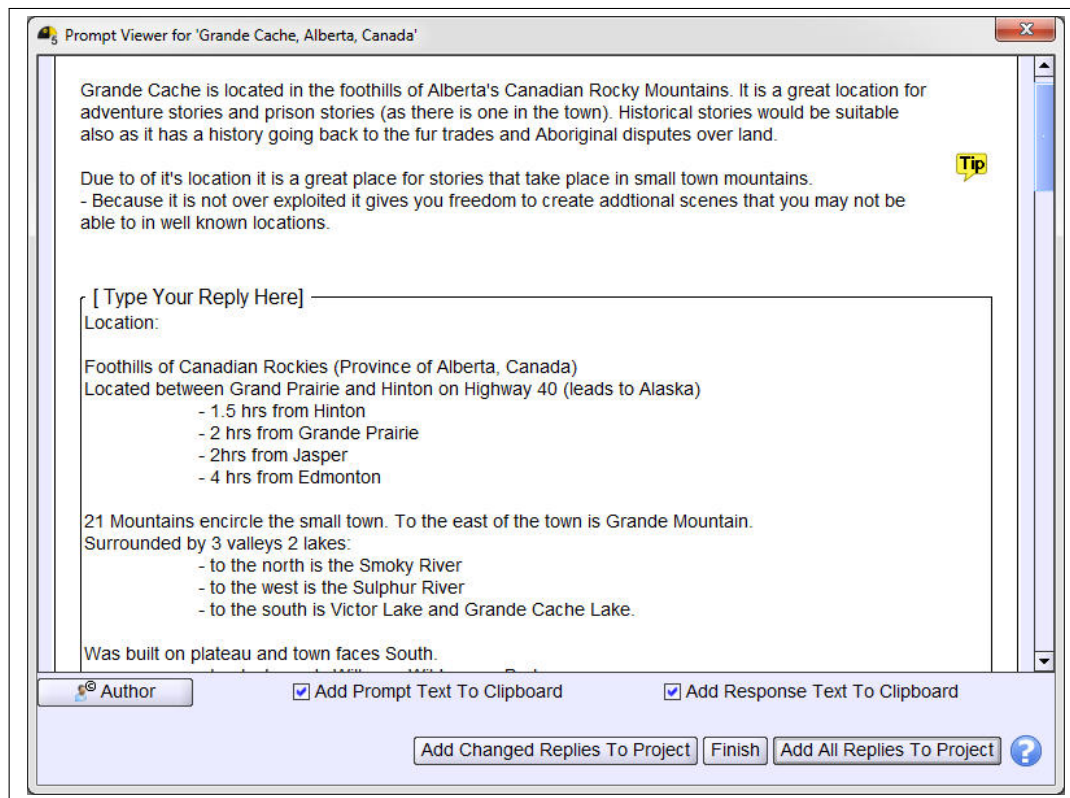 Prompt Viewer for 'Grande Cache, Alberta, Canada'
Grande Cache is located in the foothills of Alberta's Canadian Rocky Mountains. It is a great location for
adventure stories and prison stories (as there is one in the town). Historical stories would be suitable
also as it has a history going back to the fur trades and Aboriginal disputes over land.
Tip
Due to of it's location it is a great place for stories that take place in small town mountains.
- Because it is not over exploited it gives you freedom to create addtional scenes that you may not be
able to in well known locations.
[ Type Your Reply Here]
Location:
Foothills of Canadian Rockies (Province of Alberta, Canada)
Located between Grand Prairie and Hinton on Highway 40 (leads to Alaska)
- 1.5 hrs from Hinton
- 2 hrs from Grande Prairie
- 2hrs from Jasper
- 4 hrs from Edmonton
21 Mountains encircle the small town. To the east of the town is Grande Mountain.
Surrounded by 3 valleys 2 lakes:
- to the north is the Smoky River
- to the west is the Sulphur River
- to the south is Victor Lake and Grande Cache Lake.
Was built on plateau and town faces South.
Author
Add Prompt Text To Clipboard
Add Response Text To Clipboard
Add Changed Replies To Project
Finish
Add All Replies To Project